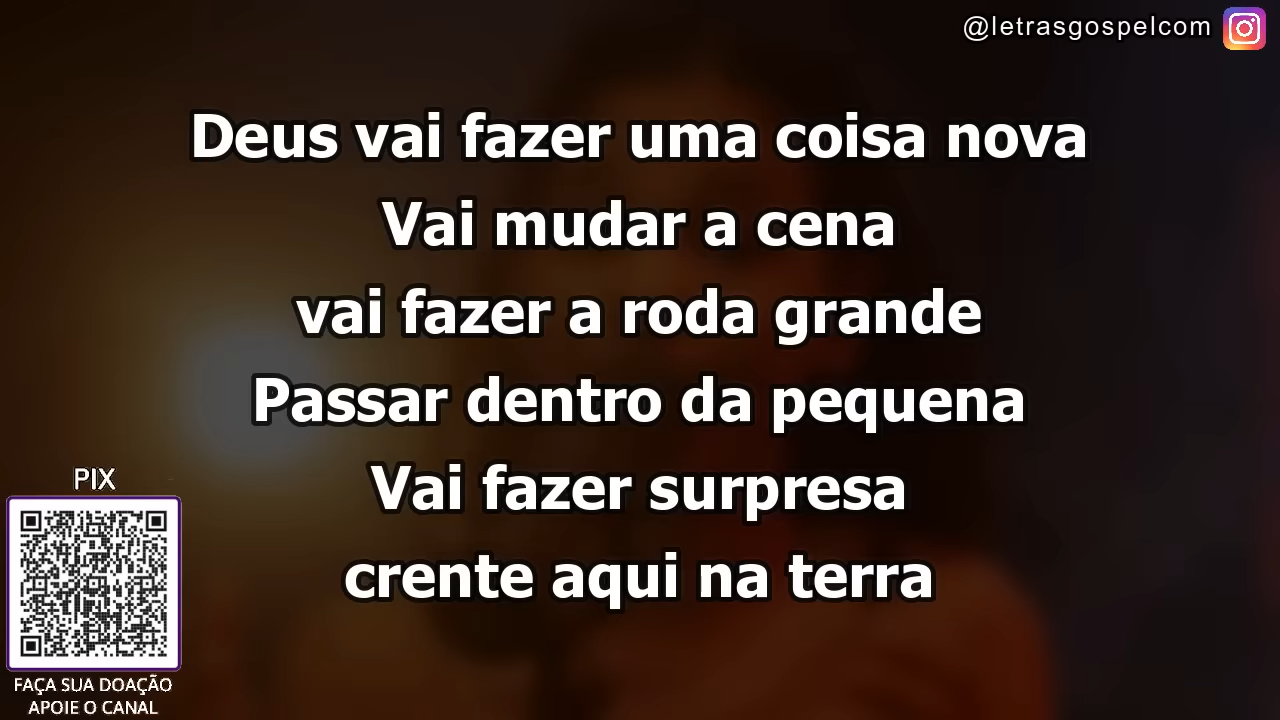 @letrasgospelcom
Deus vai fazer uma coisa nova
Vai mudar a cena
vai fazer a roda grande
Passar dentro da pequena
Vai fazer surpresa
crente aqui na terra
PIX
FAÇA SUA DOAÇÃO
APOIE O CANAL